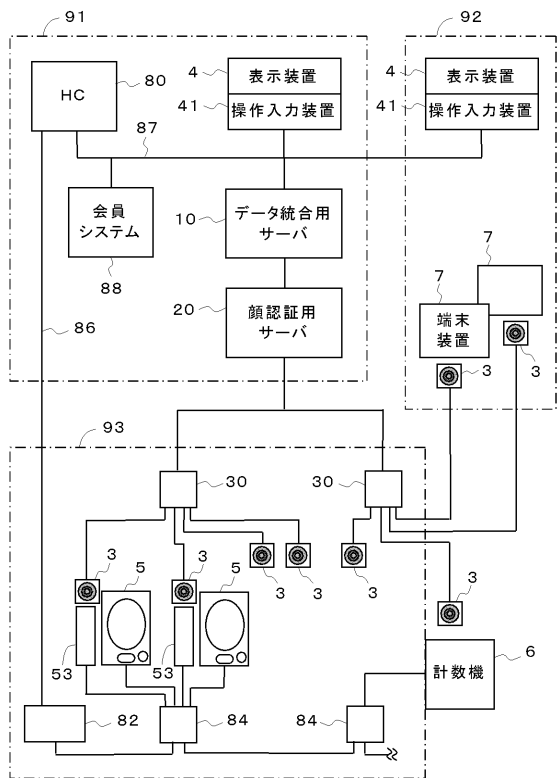 91
92
HC
80
4
表示装置
41
操作入力装置
4
表示装置
41
操作入力装置
87
会員
システム
88
10
データ統合用
サーバ
20
顔認証用
サーバ
7
7
端末
装置
3
3
86
93
30
30
3
5
3
5
3
3
3
3
53
53
計数機
6
82
84
84